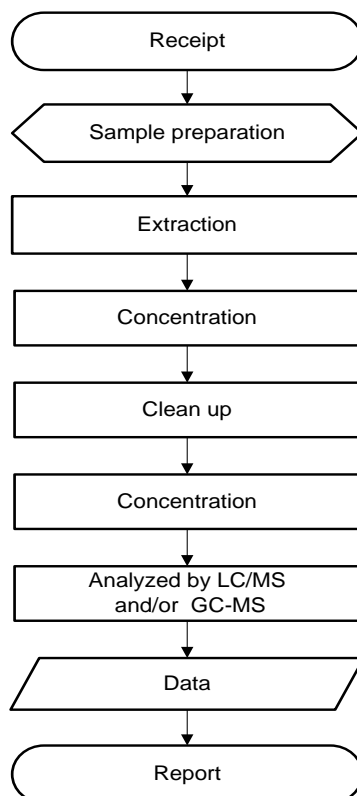 Receipt
Sample preparation
Extraction
Concentration
Clean up
Concentration
Analyzed by LC/MS
and/or GC-MS
Data
Report